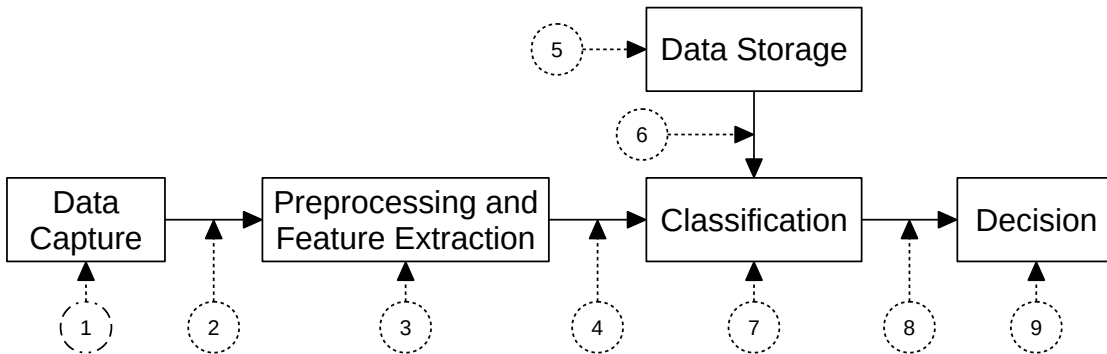 5
Data Storage
6
Data
Capture
Preprocessing and
Feature Extraction
Classification
Decision
1
2
3
4
7
8
9